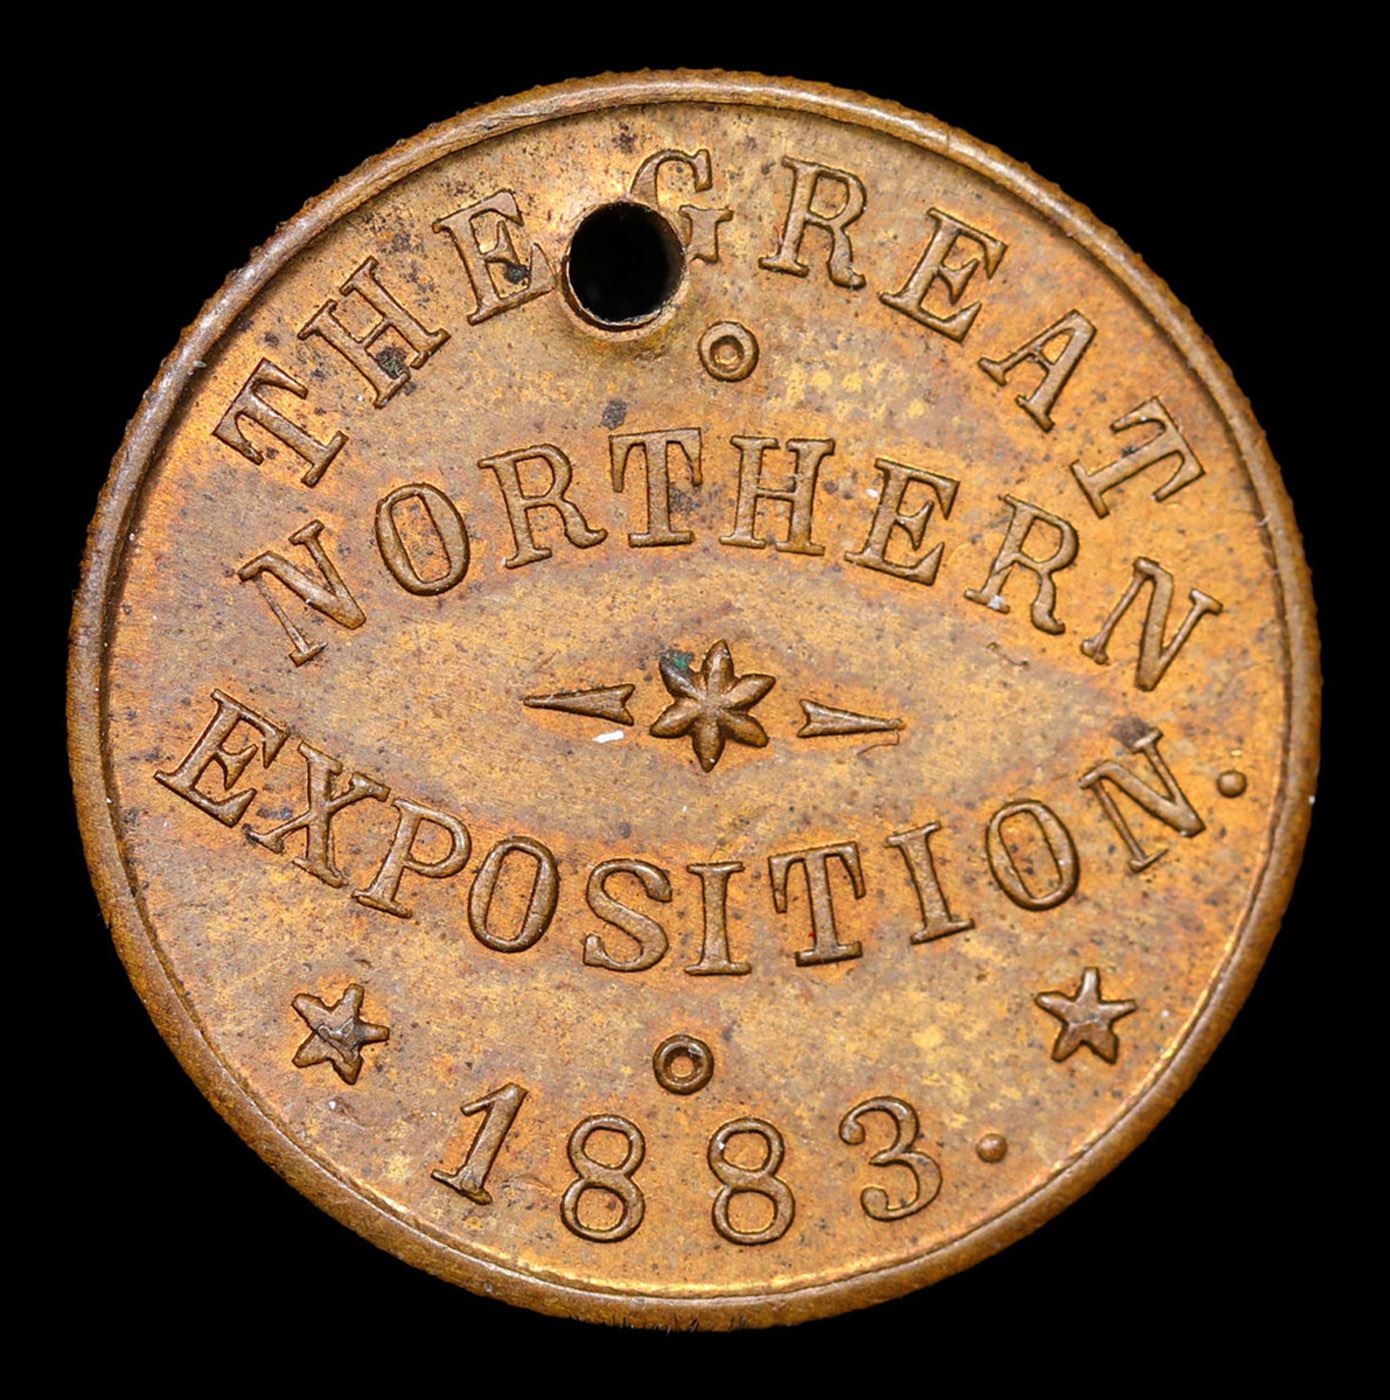 THE GREAT
NORTHERN
EXPOSITION.
1883.